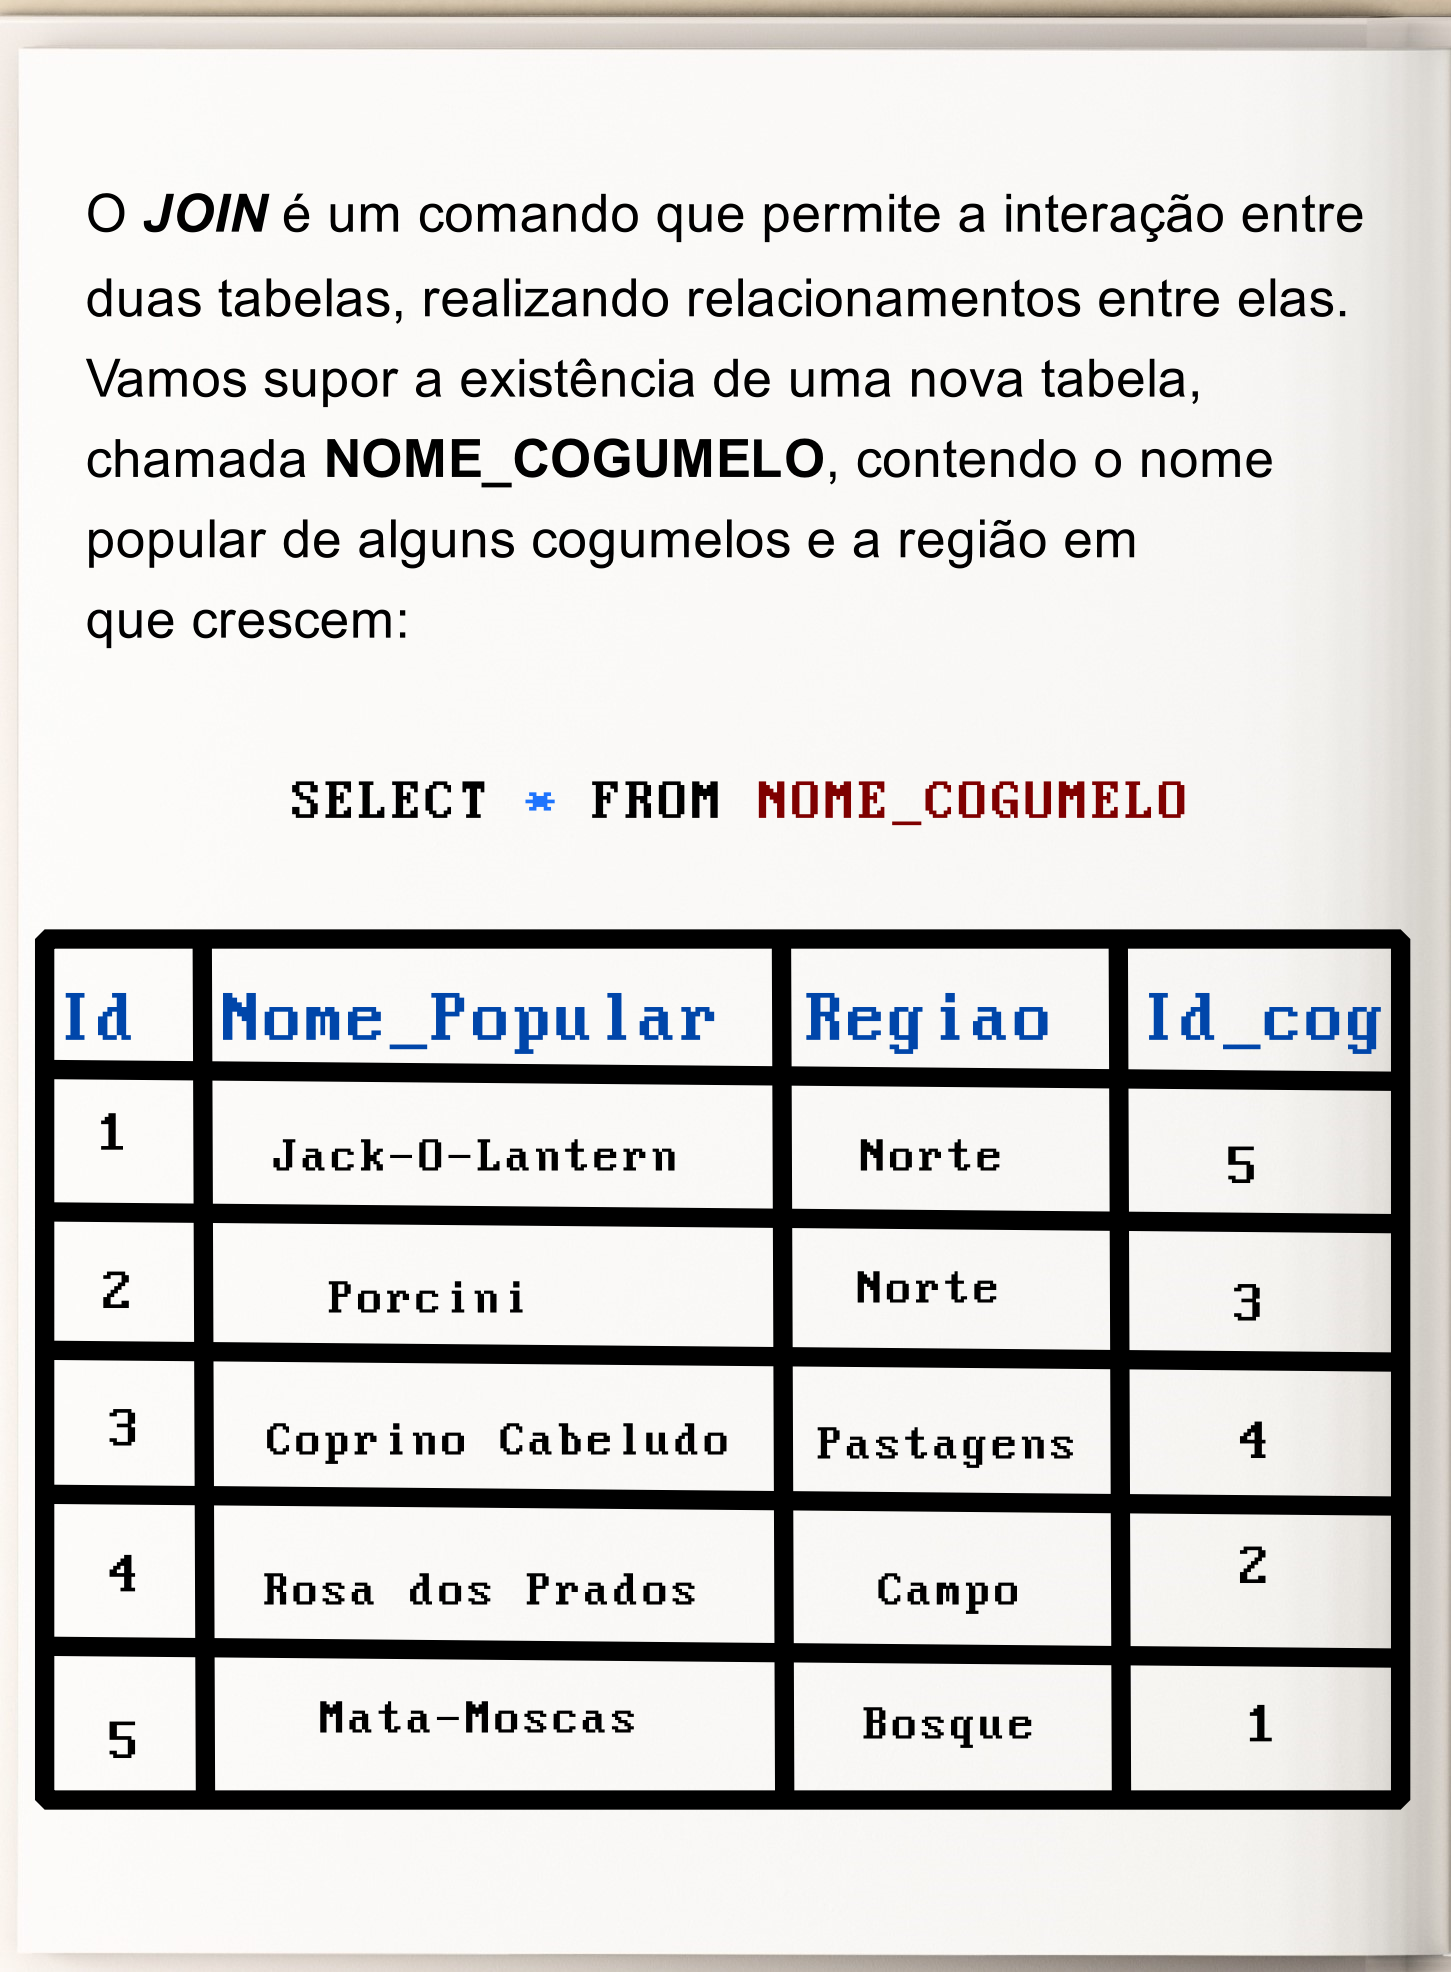 O JOIN é um comando que permite a interação entre
duas tabelas, realizando relacionamentos entre elas.
Vamos supor a existência de uma nova tabela,
chamada NOME_COGUMELO, contendo o nome
popular de alguns cogumelos e a região em
que crescem:
SELECT * FROM NOME_COGUMELO
Id Nome_Popular Regiao Id_cog
1 Jack-O-Lantern Norte 5
2 Porcini Norte 3
3 Coprino Cabeludo Pastagens 4
4 Rosa dos Prados Campo 2
5 Mata-Moscas Bosque 1